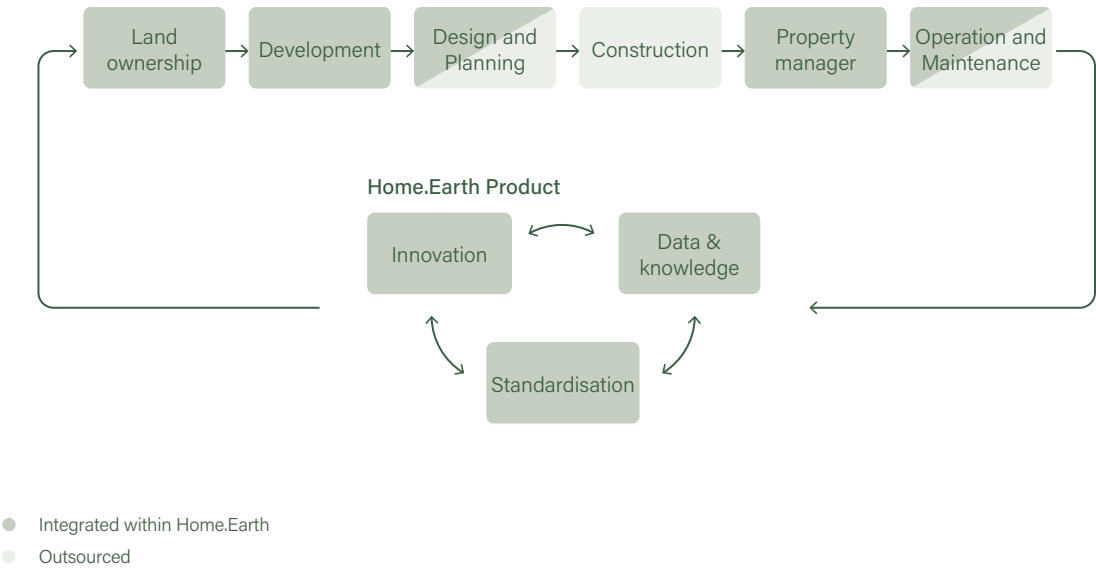 Land
ownership
Development
Design and
Planning
Construction
Property
manager
Operation and
Maintenance
Home.Earth Product
Innovation
Data &
knowledge
Standardisation
Integrated within Home.Earth
Outsourced